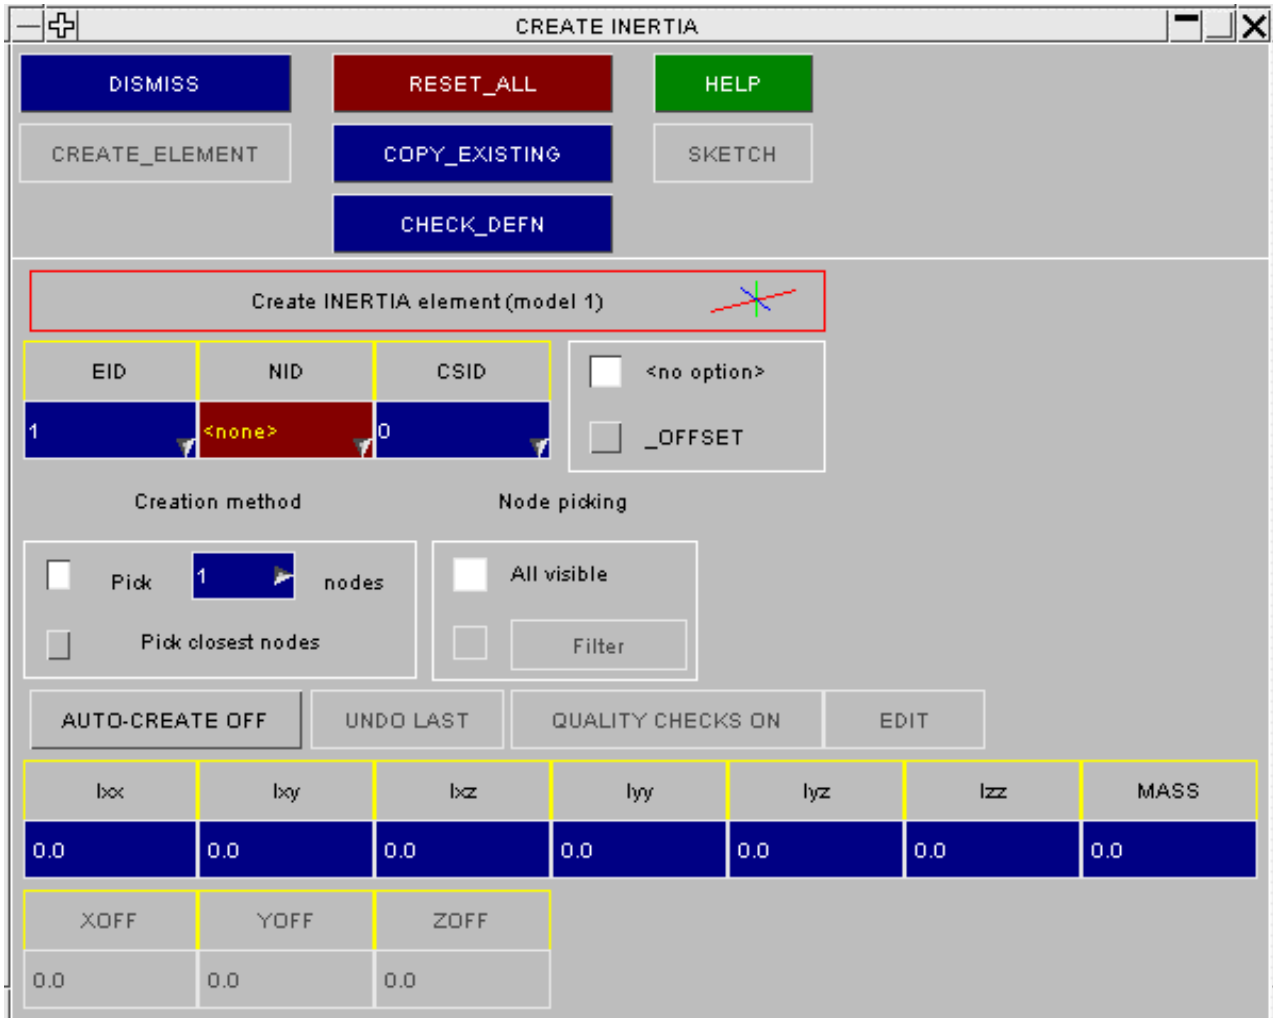 CREATE INERTIA
DISMISS RESET_ALL HELP
CREATE_ELEMENT COPY_EXISTING SKETCH
CHECK_DEFN
Create INERTIA element (model 1)
EID NID CSID <no option>
1 <none> 0 _OFFSET
Creation method Node picking
Pick 1 nodes All visible
Pick closest nodes Filter
AUTO-CREATE OFF UNDO LAST QUALITY CHECKS ON EDIT
Ixx Ixy Ixz Iyy Iyz Izz MASS
0.0 0.0 0.0 0.0 0.0 0.0 0.0
XOFF YOFF ZOFF
0.0 0.0 0.0